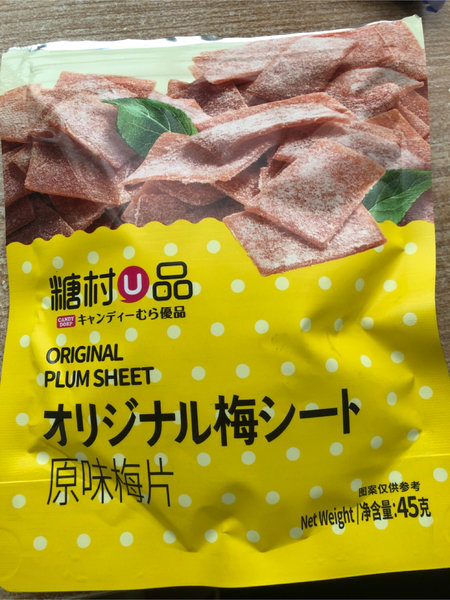 糖村U品
CANDY DORF
キャンディーむら優品
ORIGINAL
PLUM SHEET
オリジナル梅シート
原味梅片
图案仅供参考
Net Weight/净含量:45克